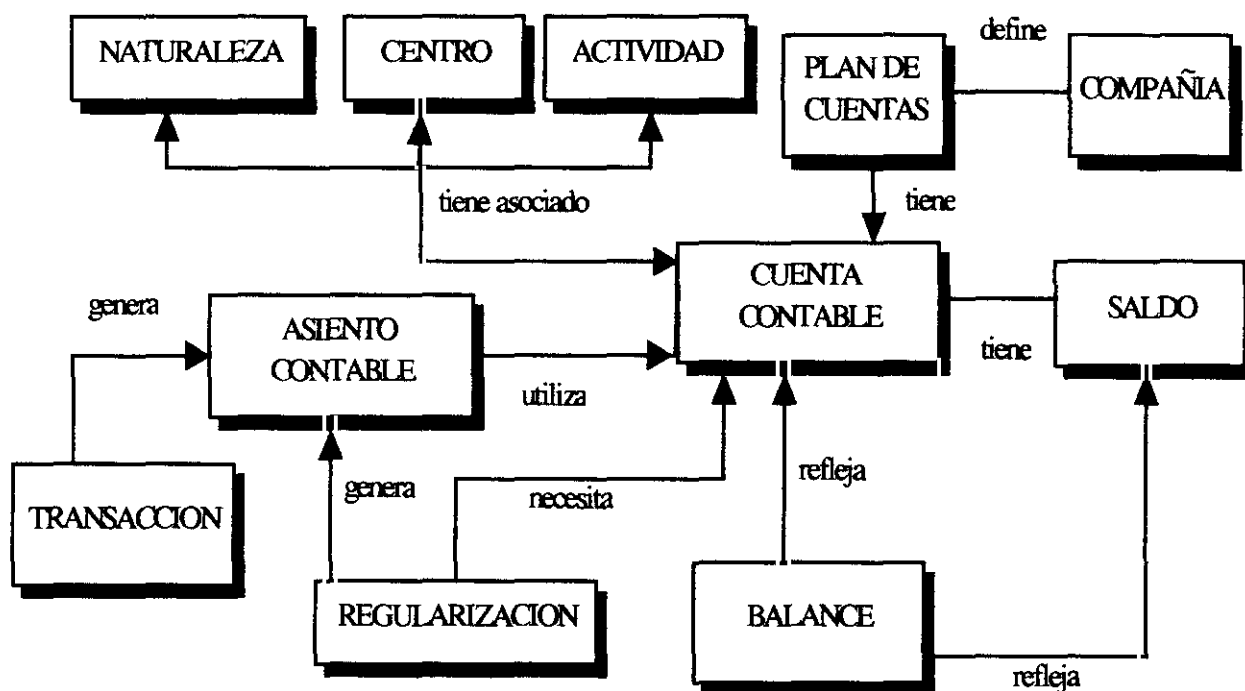 NATURALEZA
CENTRO
ACTIVIDAD
define
PLAN DE
CUENTAS
COMPAÑIA
tiene asociado
tiene
CUENTA
CONTABLE
SALDO
tiene
genera
ASIENTO
CONTABLE
utiliza
TRANSACCION
genera
necesita
refleja
REGULARIZACION
BALANCE
refleja